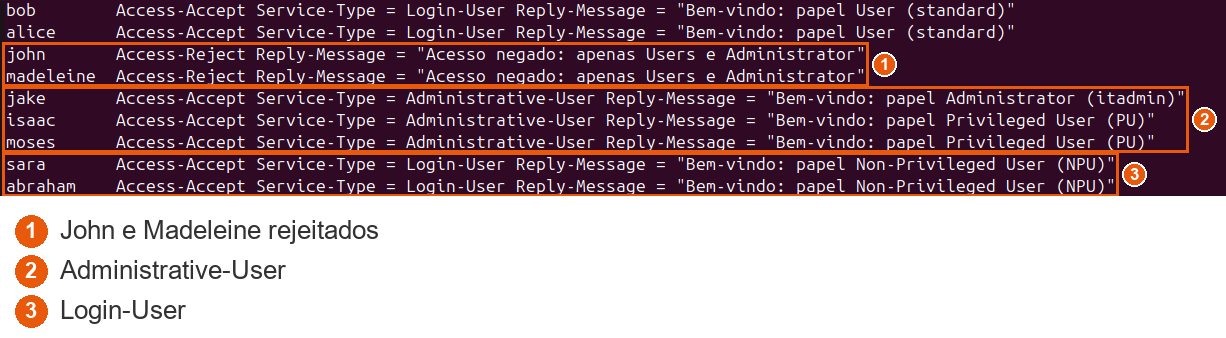 bob Access-Accept Service-Type = Login-User Reply-Message = "Bem-vindo: papel User (standard)"
alice Access-Accept Service-Type = Login-User Reply-Message = "Bem-vindo: papel User (standard)"
john Access-Reject Reply-Message = "Acesso negado: apenas Users e Administrator"
madeleine Access-Reject Reply-Message = "Acesso negado: apenas Users e Administrator"
1
jake Access-Accept Service-Type = Administrative-User Reply-Message = "Bem-vindo: papel Administrator (itadmin)"
isaac Access-Accept Service-Type = Administrative-User Reply-Message = "Bem-vindo: papel Privileged User (PU)"
2
moses Access-Accept Service-Type = Administrative-User Reply-Message = "Bem-vindo: papel Privileged User (PU)
sara Access-Accept Service-Type = Login-User Reply-Message = "Bem-vindo: papel Non-Privileged User (NPU)"
3
abraham Access-Accept Service-Type = Login-User Reply-Message = "Bem-vindo: papel Non-Privileged User (NPU)"
1 John e Madeleine rejeitados
2 Administrative-User
3 Login-User